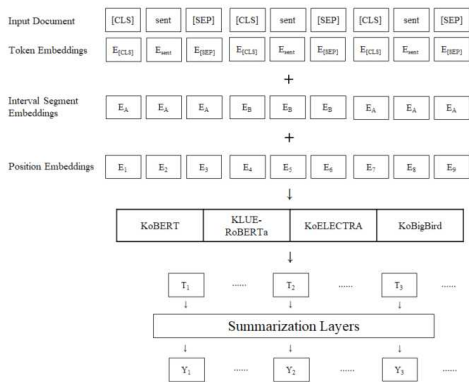 Input Document [CLS] sent [SEP] [CLS] sent [SEP] [CLS] sent [SEP]
Token Embeddings E[CLS] Esent E[SEP] E[CLS] Esent E[SEP] E[CLS] Esent E[SEP]
+
Interval Segment
Embeddings EA EA EA EB EB EB EA EA EA
+
Position Embeddings E1 E2 E3 E4 E5 E6 E7 E8 E9
↓
KoBERT KLUE-
RoBERTa KoELECTRA KoBigBird
↓
T1 ...... T2 ...... T3 ......
↓ ↓ ↓
Summarization Layers
↓ ↓ ↓
Y1 ...... Y2 ...... Y3 ......